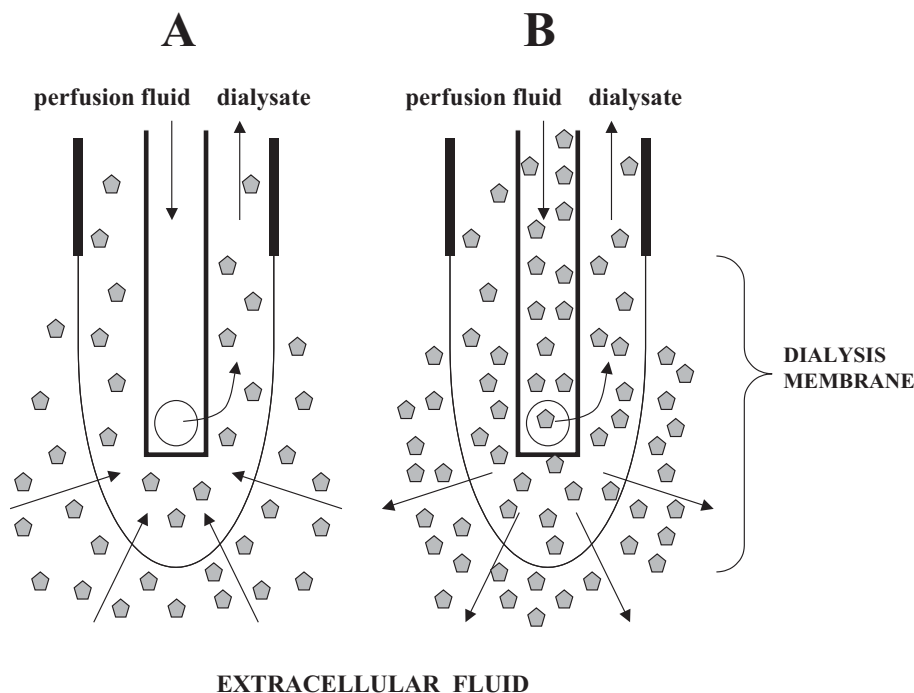 A B
perfusion fluid dialysate perfusion fluid dialysate
DIALYSIS
MEMBRANE
EXTRACELLULAR FLUID